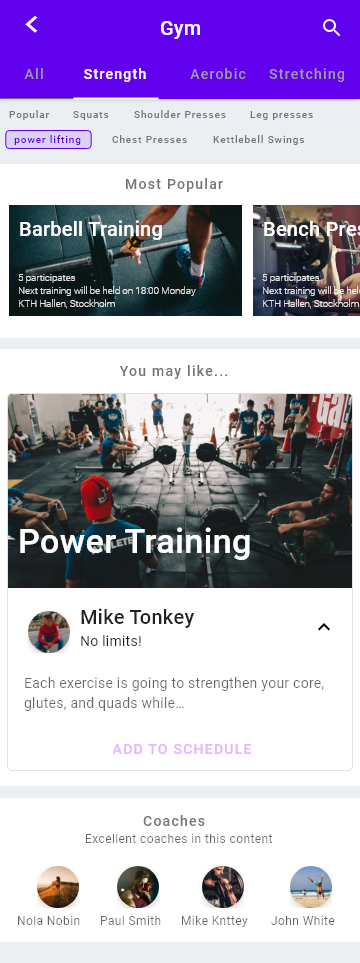 Gym
All Strength Aerobic Stretching
Popular Squats Shoulder Presses Leg presses
power lifting Chest Presses Kettlebell Swings
Most Popular
Barbell Training
5 participates
Next training will be held on 18:00 Monday
KTH Hallen, Stockholm
Bench Pres
5 participates
Next training will be hel
KTH Hallen, Stockholm
You may like...
Power Training
Mike Tonkey
No limits!
Each exercise is going to strengthen your core,
glutes, and quads while...
ADD TO SCHEDULE
Coaches
Excellent coaches in this content
Nola Nobin Paul Smith Mike Knttey John White